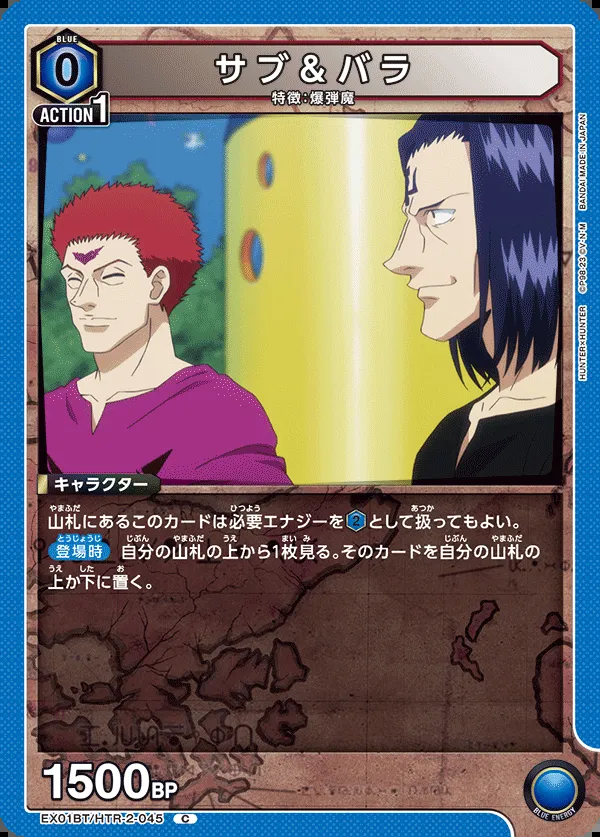 BLUE
0
ACTION 1
サブ&バラ
特徴:爆弾魔
HUNTER×HUNTER ©P98-23 ©V・N・M BANDAI MADE IN JAPAN
キャラクター
山札にあるこのカードは必要エナジーを2として扱ってもよい。
登場時 自分の山札の上から1枚見る。そのカードを自分の山札の
上か下に置く。
1500BP
BLUE ENERGY
EX01BT/HTR-2-045 C